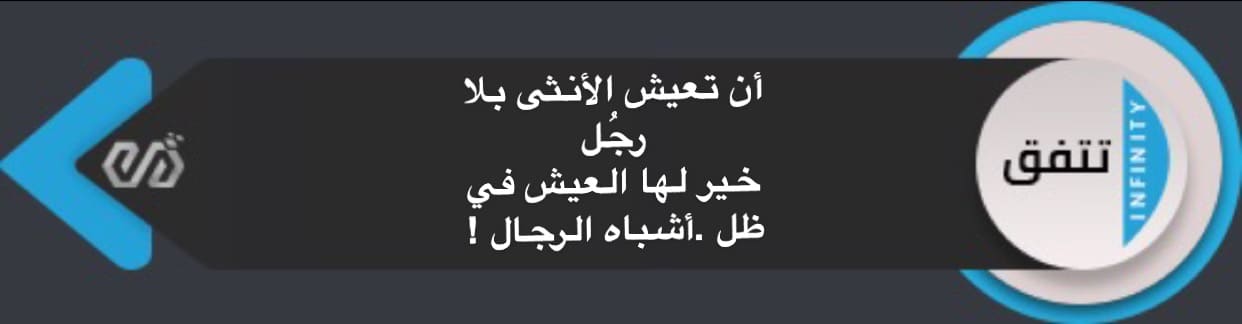 أن تعيش الأنثى بلا
رجُل
خير لها العيش في
ظل .أشباه الرجال !
تتفق
INFINITY